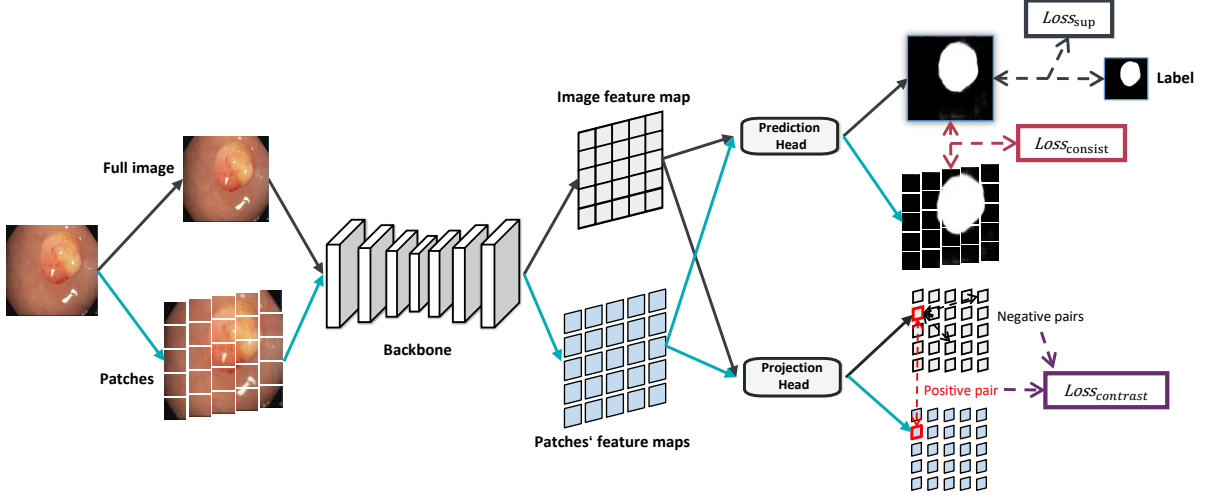 Full image
Patches
Backbone
Image feature map
Patches' feature maps
Prediction
Head
Projection
Head
Loss_sup
Label
Loss_consist
Negative pairs
Positive pair
Loss_contrast